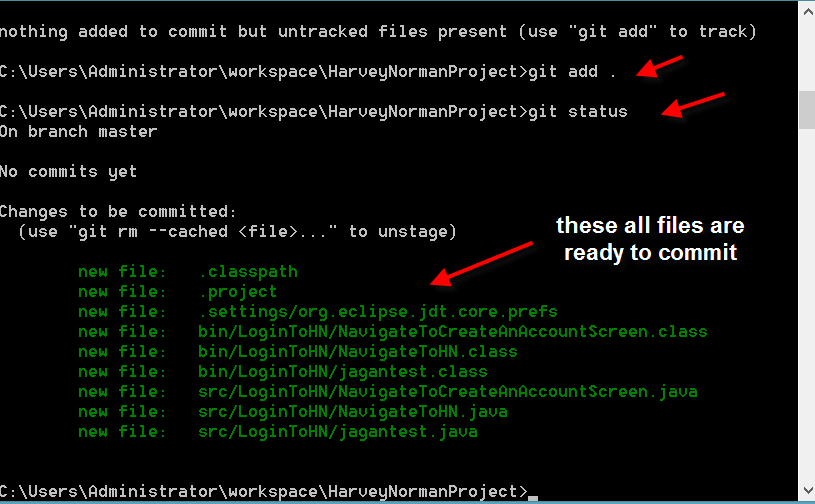 nothing added to commit but untracked files present (use "git add" to track)
C:\Users\Administrator\workspace\HarveyNormanProject>git add .
C:\Users\Administrator\workspace\HarveyNormanProject>git status
On branch master
No commits yet
Changes to be committed:
  (use "git rm --cached <file>..." to unstage)
these all files are
ready to commit
        new file:   .classpath
        new file:   .project
        new file:   .settings/org.eclipse.jdt.core.prefs
        new file:   bin/LoginToHN/NavigateToCreateAnAccountScreen.class
        new file:   bin/LoginToHN/NavigateToHN.class
        new file:   bin/LoginToHN/jagantest.class
        new file:   src/LoginToHN/NavigateToCreateAnAccountScreen.java
        new file:   src/LoginToHN/NavigateToHN.java
        new file:   src/LoginToHN/jagantest.java
C:\Users\Administrator\workspace\HarveyNormanProject>